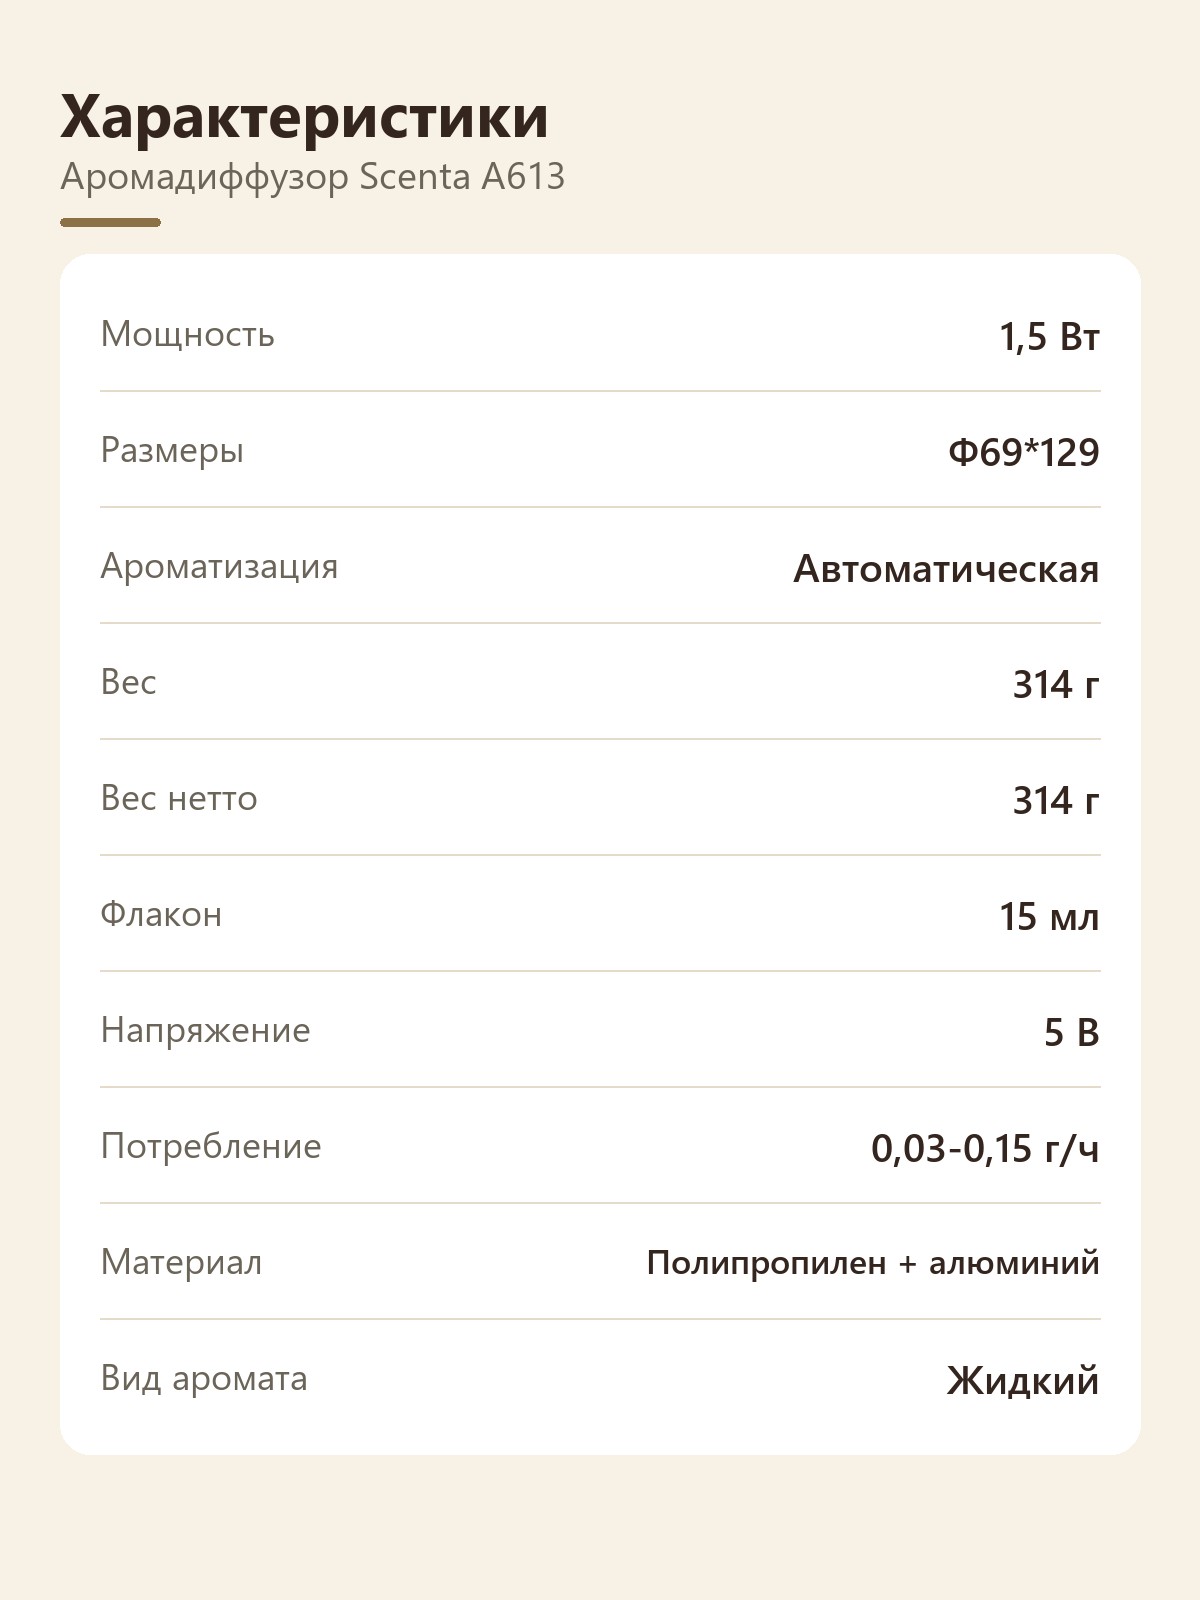 Характеристики
Аромадиффузор Scenta A613
Мощность 1,5 Вт
Размеры Ф69*129
Ароматизация Автоматическая
Вес 314 г
Вес нетто 314 г
Флакон 15 мл
Напряжение 5 В
Потребление 0,03-0,15 г/ч
Материал Полипропилен + алюминий
Вид аромата Жидкий